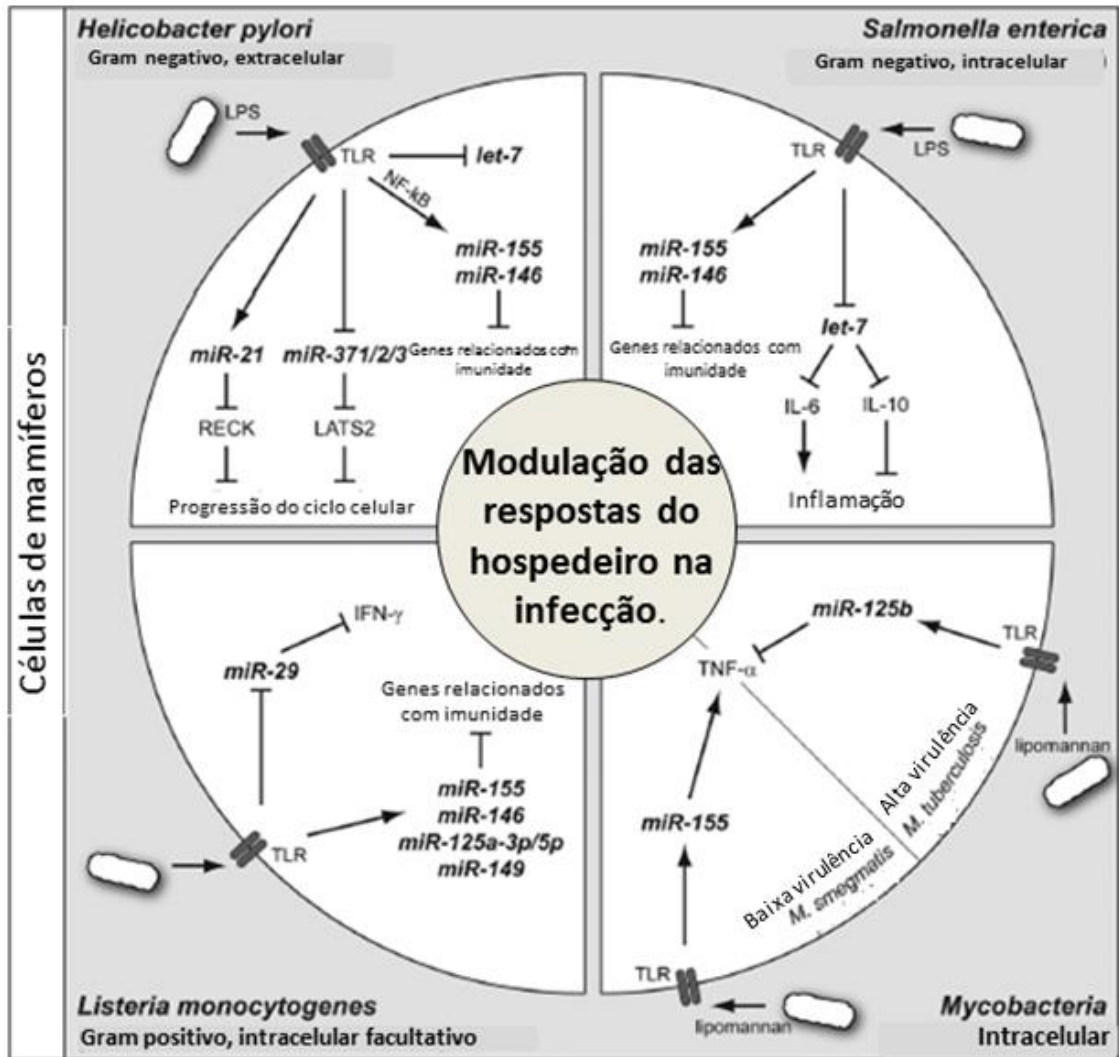 Células de mamíferos
Helicobacter pylori
Gram negativo, extracelular
LPS
TLR
let-7
NF-kB
miR-155
miR-146
Genes relacionados com
imunidade
miR-21
miR-371/2/3
RECK
LATS2
Progressão do ciclo celular
Salmonella enterica
Gram negativo, intracelular )
LPS
TLR
miR-155
miR-146
Genes relacionados com
imunidade
let-7
IL-6
IL-10
Inflamação
Modulação das
respostas do
hospedeiro na
infecção.
IFN-γ
miR-29
Genes relacionados
com imunidade
miR-155
miR-146
miR-125a-3p/5p
miR-149
TLR
Listeria monocytogenes
Gram positivo, intracelular facultativo
miR-125b
TLR
TNF-α
lipomannan
Alta virulência
M. tuberculosis
Baixa virulência
M. smegmatis
miR-155
TLR
lipomannan
Mycobacteria
Intracelular